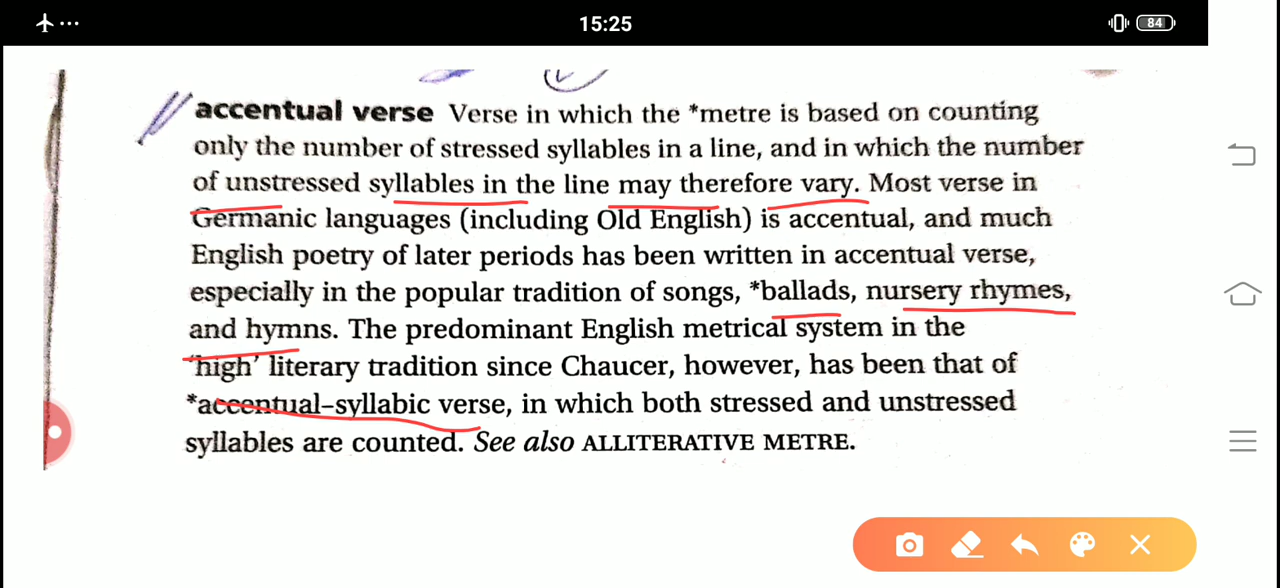 15:25
84
accentual verse Verse in which the *metre is based on counting
only the number of stressed syllables in a line, and in which the number
of unstressed syllables in the line may therefore vary. Most verse in
Germanic languages (including Old English) is accentual, and much
English poetry of later periods has been written in accentual verse,
especially in the popular tradition of songs, *ballads, nursery rhymes,
and hymns. The predominant English metrical system in the
‘high’ literary tradition since Chaucer, however, has been that of
*accentual–syllabic verse, in which both stressed and unstressed
syllables are counted. See also ALLITERATIVE METRE.